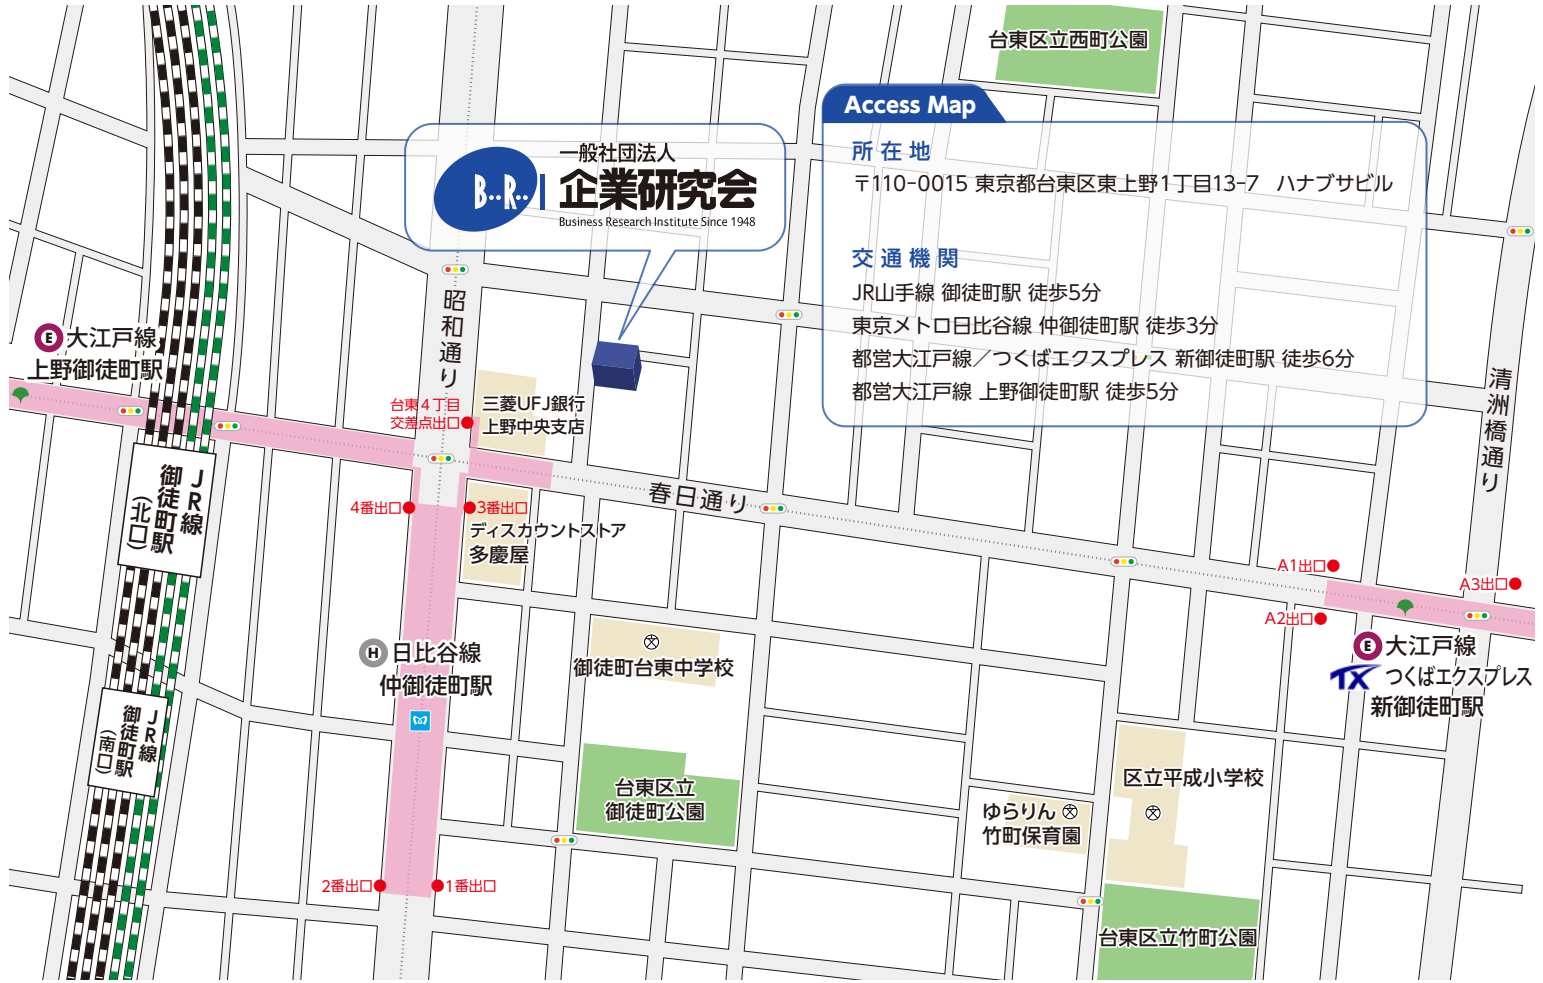 台東区立西町公園
Access Map
所在地
〒110-0015 東京都台東区東上野1丁目13-7 ハナブサビル
交通機関
JR山手線 御徒町駅 徒歩5分
東京メトロ日比谷線 仲御徒町駅 徒歩3分
都営大江戸線／つくばエクスプレス 新御徒町駅 徒歩6分
都営大江戸線 上野御徒町駅 徒歩5分
B••R••I
一般社団法人
企業研究会
Business Research Institute Since 1948
昭和通り
E 大江戸線
上野御徒町駅
台東4丁目
交差点出口
三菱UFJ銀行
上野中央支店
清洲橋通り
JR線
御徒町駅
(北口)
春日通り
4番出口
3番出口
ディスカウントストア
多慶屋
A1出口
A3出口
A2出口
H 日比谷線
仲御徒町駅
御徒町台東中学校
E 大江戸線
TX つくばエクスプレス
新御徒町駅
JR線
御徒町駅
(南口)
台東区立
御徒町公園
区立平成小学校
ゆらりん
竹町保育園
2番出口
1番出口
台東区立竹町公園